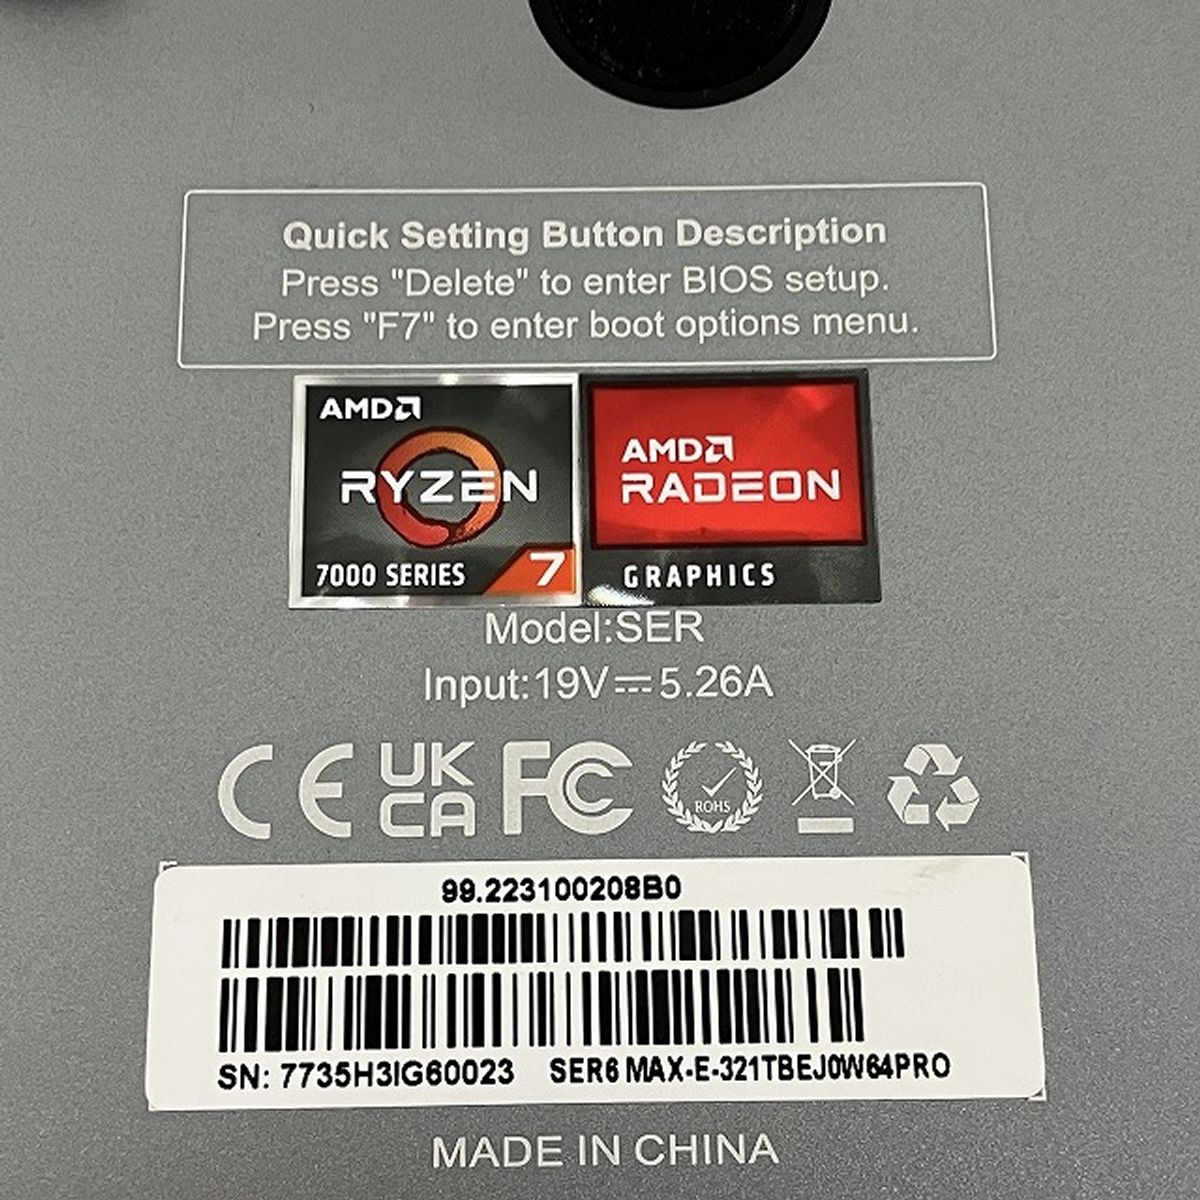 Quick Setting Button Description
Press "Delete" to enter BIOS setup.
Press "F7" to enter boot options menu.
AMD
RYZEN
7000 SERIES 7
AMD
RADEON
GRAPHICS
Model:SER
Input:19V⎓5.26A
CE UK CA FC ROHS
99.223100208B0
SN: 7735H3IG60023 SER6 MAX-E-321TBEJ0W64PRO
MADE IN CHINA